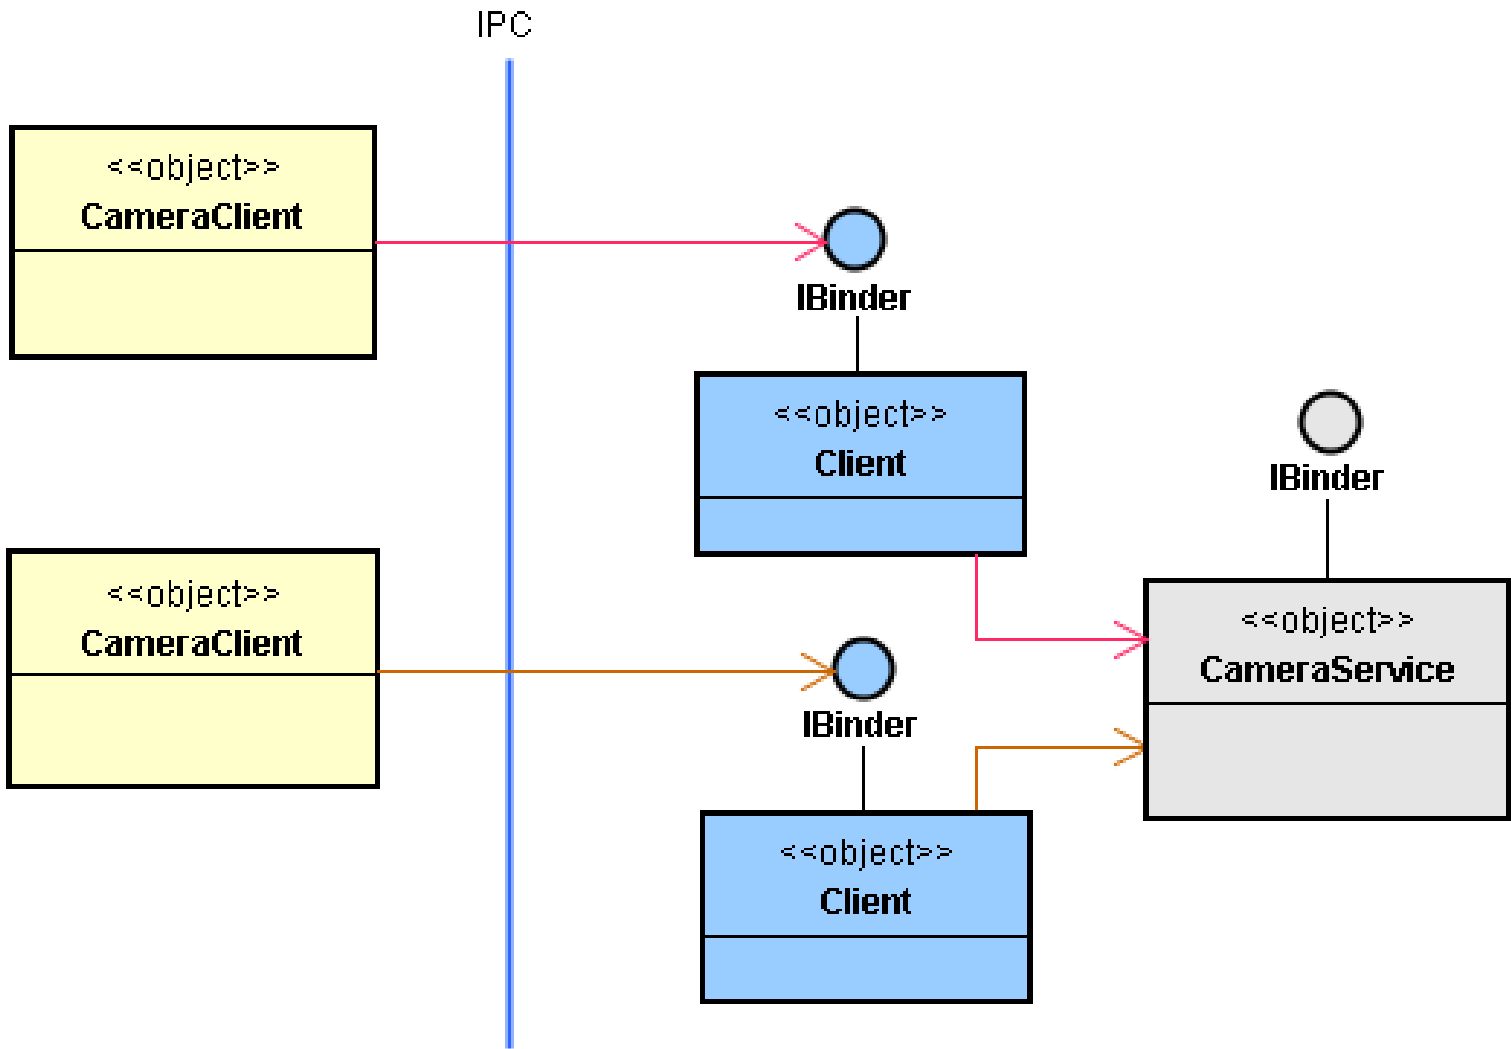 IPC
<<object>>
CameraClient
IBinder
<<object>>
Client
IBinder
<<object>>
CameraClient
<<object>>
CameraService
IBinder
<<object>>
Client